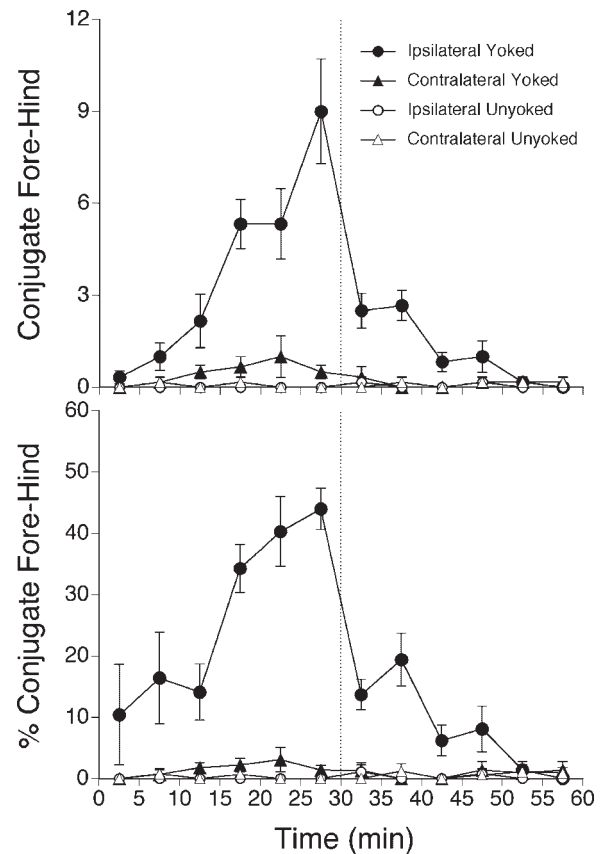 12
9
6
3
0
Conjugate Fore-Hind
Ipsilateral Yoked
Contralateral Yoked
Ipsilateral Unyoked
Contralateral Unyoked
60
50
40
30
20
10
0
% Conjugate Fore-Hind
0 5 10 15 20 25 30 35 40 45 50 55 60
Time (min)